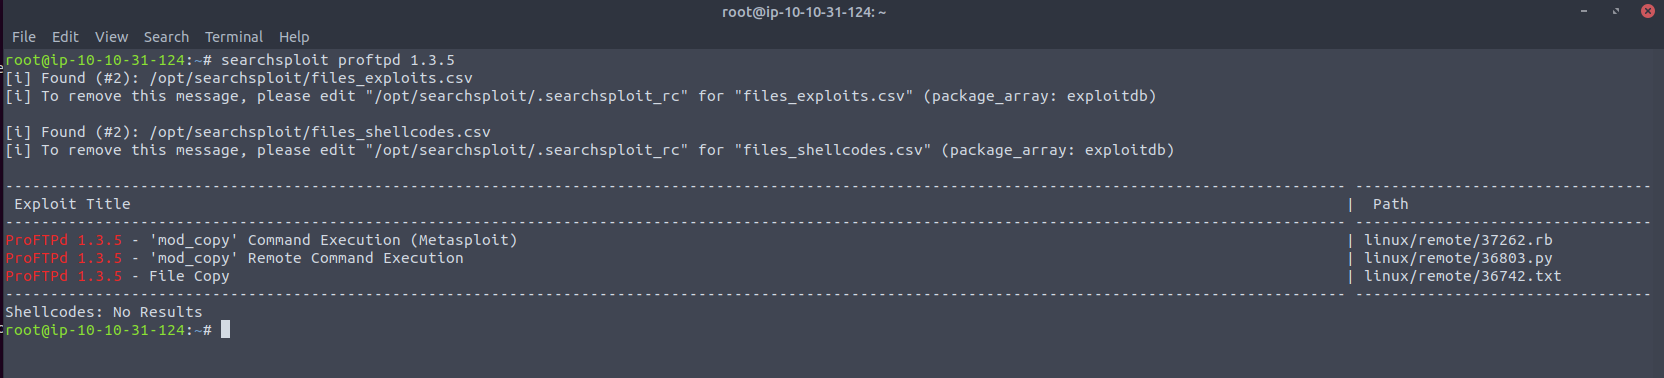 root@ip-10-10-31-124: ~
File Edit View Search Terminal Help
root@ip-10-10-31-124:~# searchsploit proftpd 1.3.5
[i] Found (#2): /opt/searchsploit/files_exploits.csv
[i] To remove this message, please edit "/opt/searchsploit/.searchsploit_rc" for "files_exploits.csv" (package_array: exploitdb)
[i] Found (#2): /opt/searchsploit/files_shellcodes.csv
[i] To remove this message, please edit "/opt/searchsploit/.searchsploit_rc" for "files_shellcodes.csv" (package_array: exploitdb)
Exploit Title | Path
ProFTPd 1.3.5 - 'mod_copy' Command Execution (Metasploit) | linux/remote/37262.rb
ProFTPd 1.3.5 - 'mod_copy' Remote Command Execution | linux/remote/36803.py
ProFTPd 1.3.5 - File Copy | linux/remote/36742.txt
Shellcodes: No Results
root@ip-10-10-31-124:~#